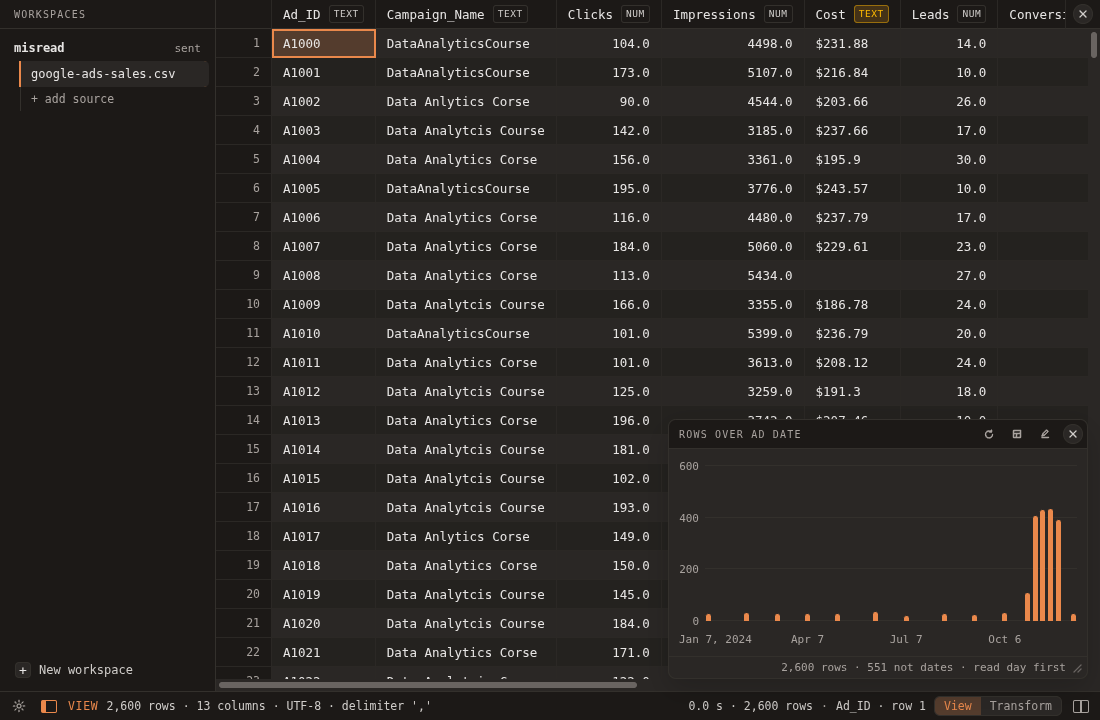 WORKSPACES
misread sent
google-ads-sales.csv
+ add source
+ New workspace
Ad_ID TEXT Campaign_Name TEXT Clicks NUM Impressions NUM Cost TEXT Leads NUM Conversi
1 A1000 DataAnalyticsCourse 104.0 4498.0 $231.88 14.0
2 A1001 DataAnalyticsCourse 173.0 5107.0 $216.84 10.0
3 A1002 Data Anlytics Corse 90.0 4544.0 $203.66 26.0
4 A1003 Data Analytcis Course 142.0 3185.0 $237.66 17.0
5 A1004 Data Analytics Corse 156.0 3361.0 $195.9 30.0
6 A1005 DataAnalyticsCourse 195.0 3776.0 $243.57 10.0
7 A1006 Data Analytics Corse 116.0 4480.0 $237.79 17.0
8 A1007 Data Analytics Corse 184.0 5060.0 $229.61 23.0
9 A1008 Data Analytics Corse 113.0 5434.0 27.0
10 A1009 Data Analytcis Course 166.0 3355.0 $186.78 24.0
11 A1010 DataAnalyticsCourse 101.0 5399.0 $236.79 20.0
12 A1011 Data Analytics Corse 101.0 3613.0 $208.12 24.0
13 A1012 Data Analytcis Course 125.0 3259.0 $191.3 18.0
14 A1013 Data Analytcis Course 196.0
15 A1014 Data Analytcis Course 181.0
16 A1015 Data Analytcis Course 102.0
17 A1016 Data Analytcis Course 193.0
18 A1017 Data Anlytics Corse 149.0
19 A1018 Data Analytics Corse 150.0
20 A1019 Data Analytcis Course 145.0
21 A1020 Data Analytcis Course 184.0
22 A1021 Data Analytics Corse 171.0
ROWS OVER AD DATE
600
400
200
0
Jan 7, 2024 Apr 7 Jul 7 Oct 6
2,600 rows · 551 not dates · read day first
VIEW 2,600 rows · 13 columns · UTF-8 · delimiter ',' 0.0 s · 2,600 rows · Ad_ID · row 1 View Transform